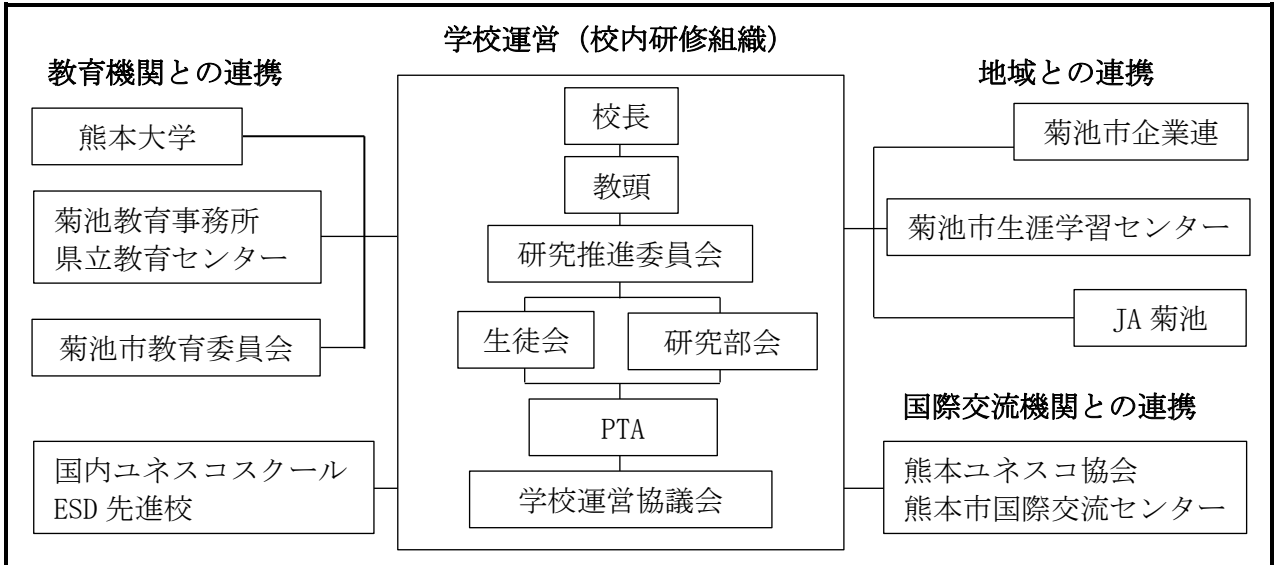 学校運営（校内研修組織）
教育機関との連携
熊本大学
菊池教育事務所
県立教育センター
菊池市教育委員会
国内ユネスコスクール
ESD 先進校
校長
教頭
研究推進委員会
生徒会
研究部会
PTA
学校運営協議会
地域との連携
菊池市企業連
菊池市生涯学習センター
JA 菊池
国際交流機関との連携
熊本ユネスコ協会
熊本市国際交流センター